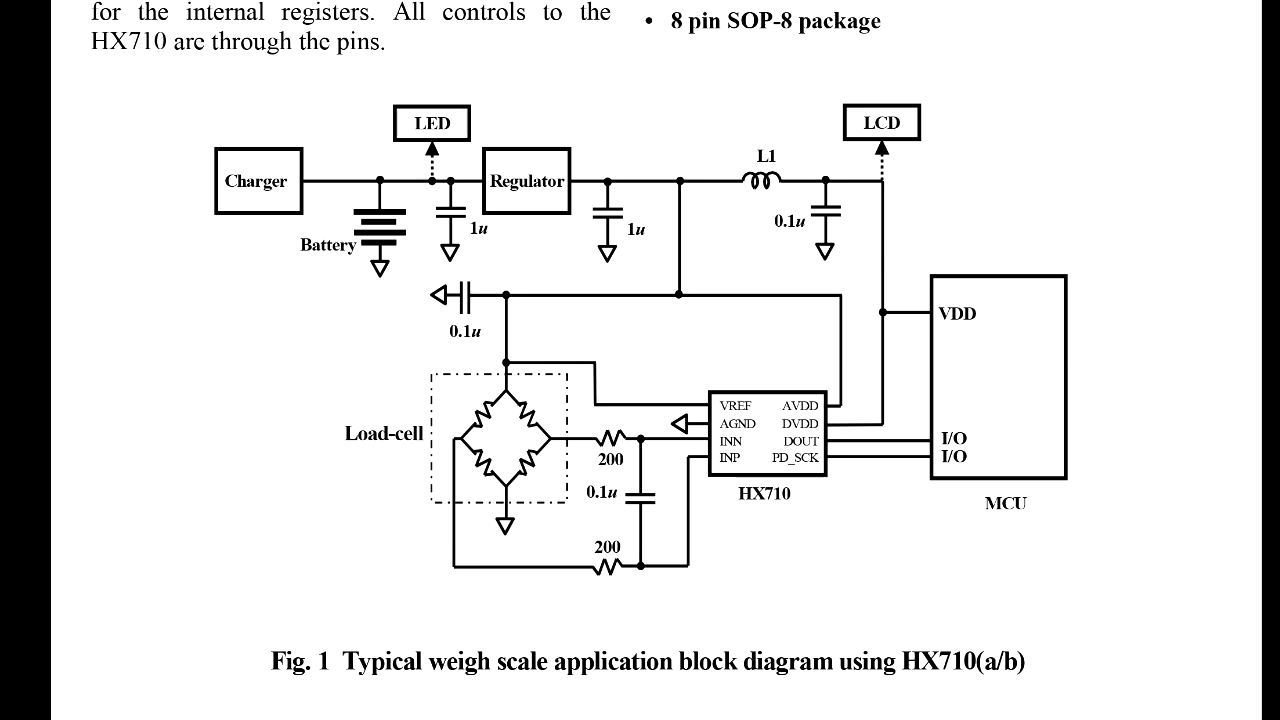 for the internal registers. All controls to the
HX710 are through the pins.
• 8 pin SOP-8 package
LED
LCD
Charger
Regulator
L1
Battery
1u
1u
0.1u
0.1u
VDD
Load-cell
VREF AVDD
AGND DVDD
INN DOUT
INP PD_SCK
I/O
I/O
200
0.1u
HX710
MCU
200
Fig. 1 Typical weigh scale application block diagram using HX710(a/b)